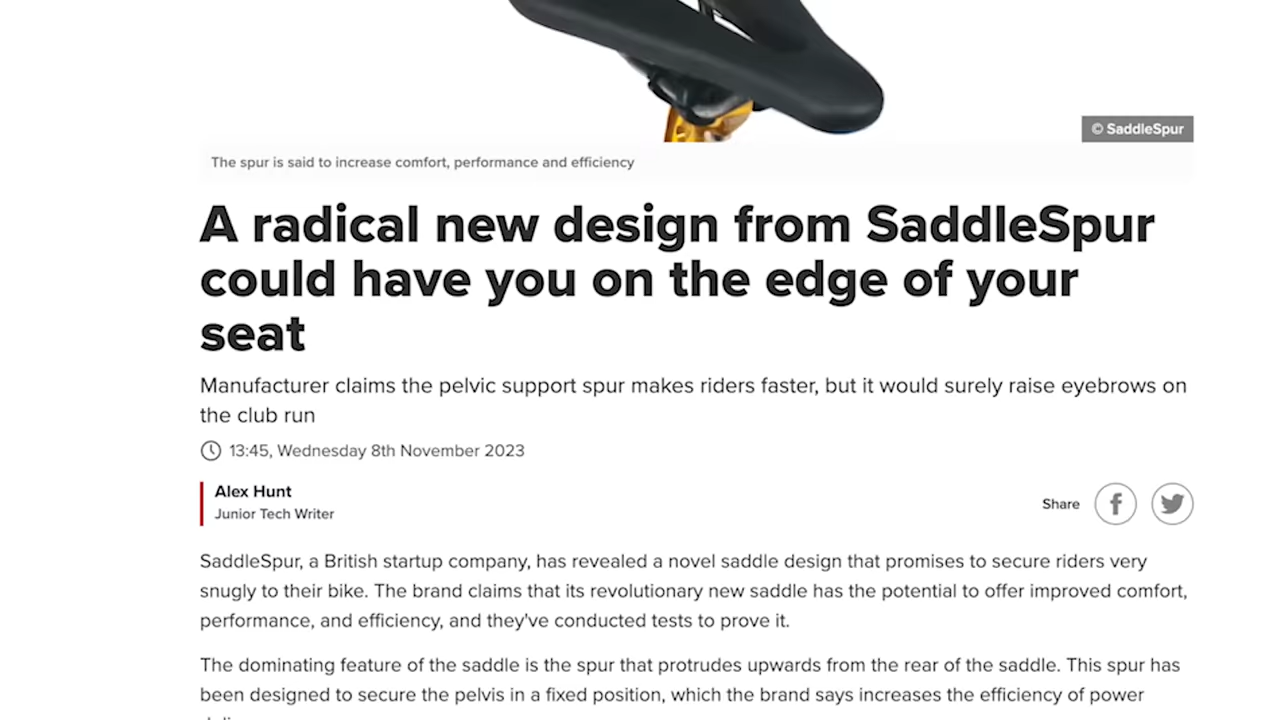 © SaddleSpur
The spur is said to increase comfort, performance and efficiency
A radical new design from SaddleSpur
could have you on the edge of your
seat
Manufacturer claims the pelvic support spur makes riders faster, but it would surely raise eyebrows on
the club run
13:45, Wednesday 8th November 2023
Alex Hunt
Junior Tech Writer
Share
SaddleSpur, a British startup company, has revealed a novel saddle design that promises to secure riders very
snugly to their bike. The brand claims that its revolutionary new saddle has the potential to offer improved comfort,
performance, and efficiency, and they've conducted tests to prove it.
The dominating feature of the saddle is the spur that protrudes upwards from the rear of the saddle. This spur has
been designed to secure the pelvis in a fixed position, which the brand says increases the efficiency of power